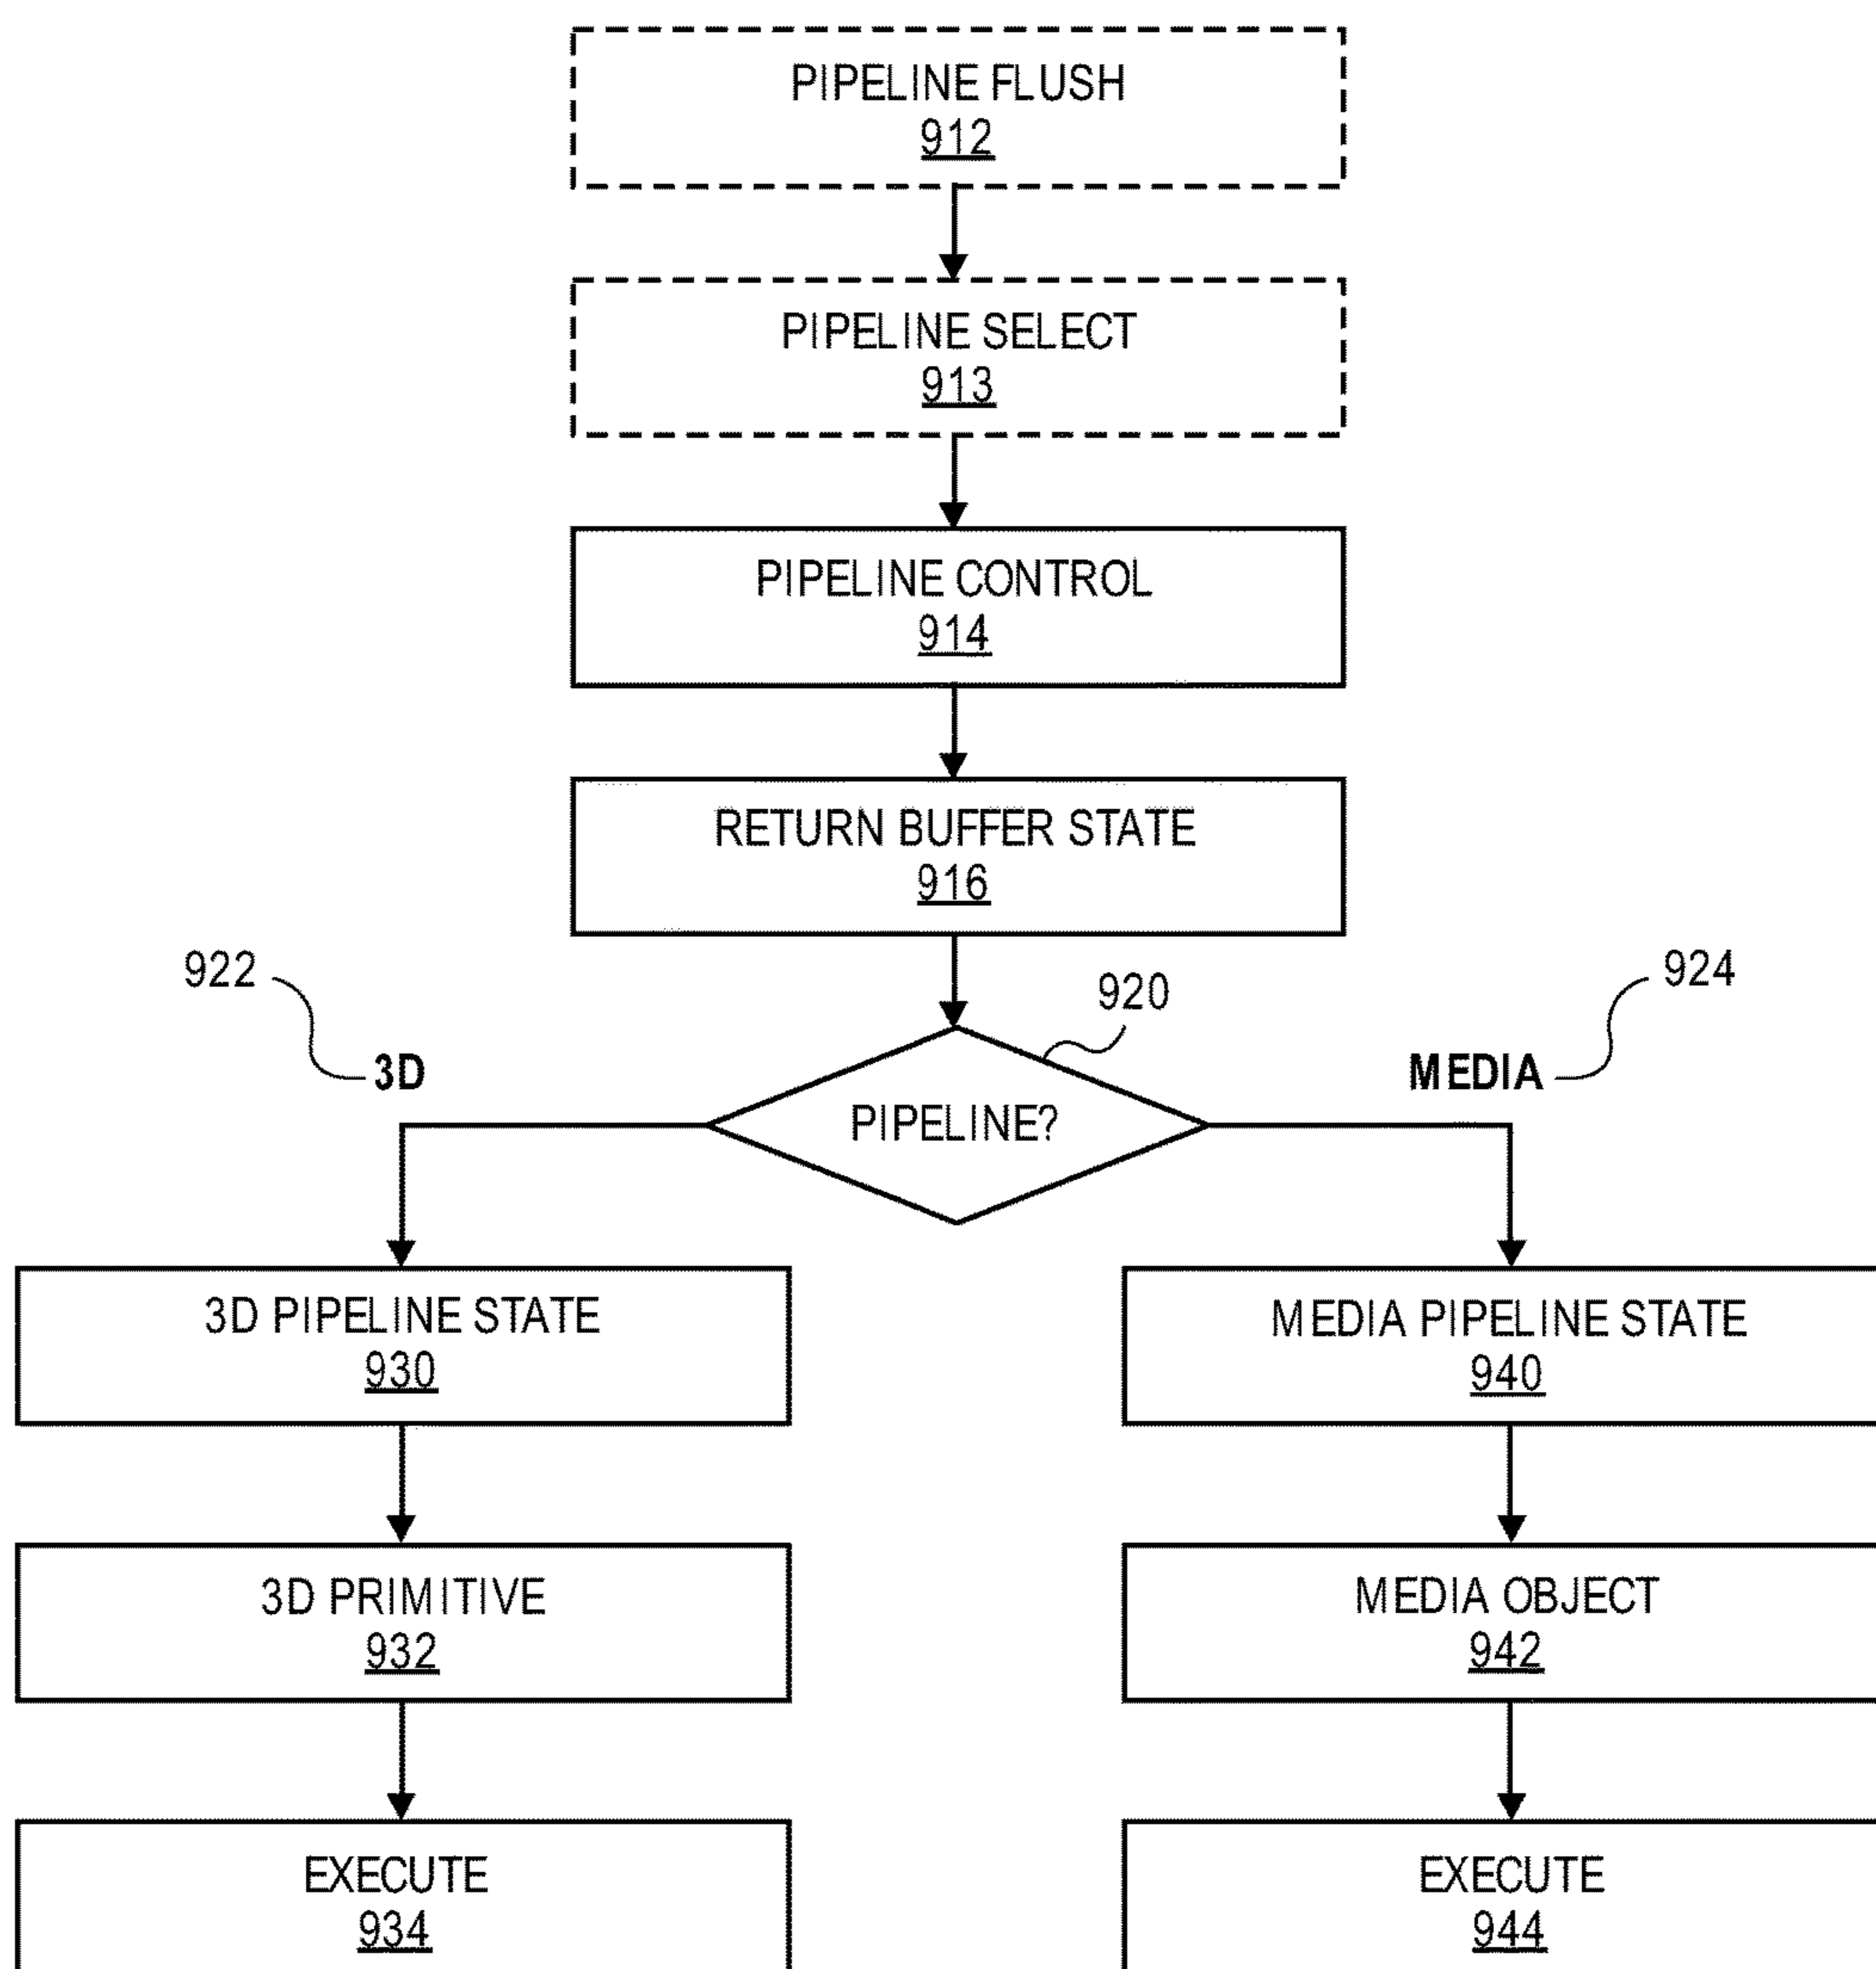 PIPELINE FLUSH
912
PIPELINE SELECT
913
PIPELINE CONTROL
914
RETURN BUFFER STATE
916
922
920
924
3D
MEDIA
PIPELINE?
3D PIPELINE STATE
930
MEDIA PIPELINE STATE
940
3D PRIMITIVE
932
MEDIA OBJECT
942
EXECUTE
934
EXECUTE
944